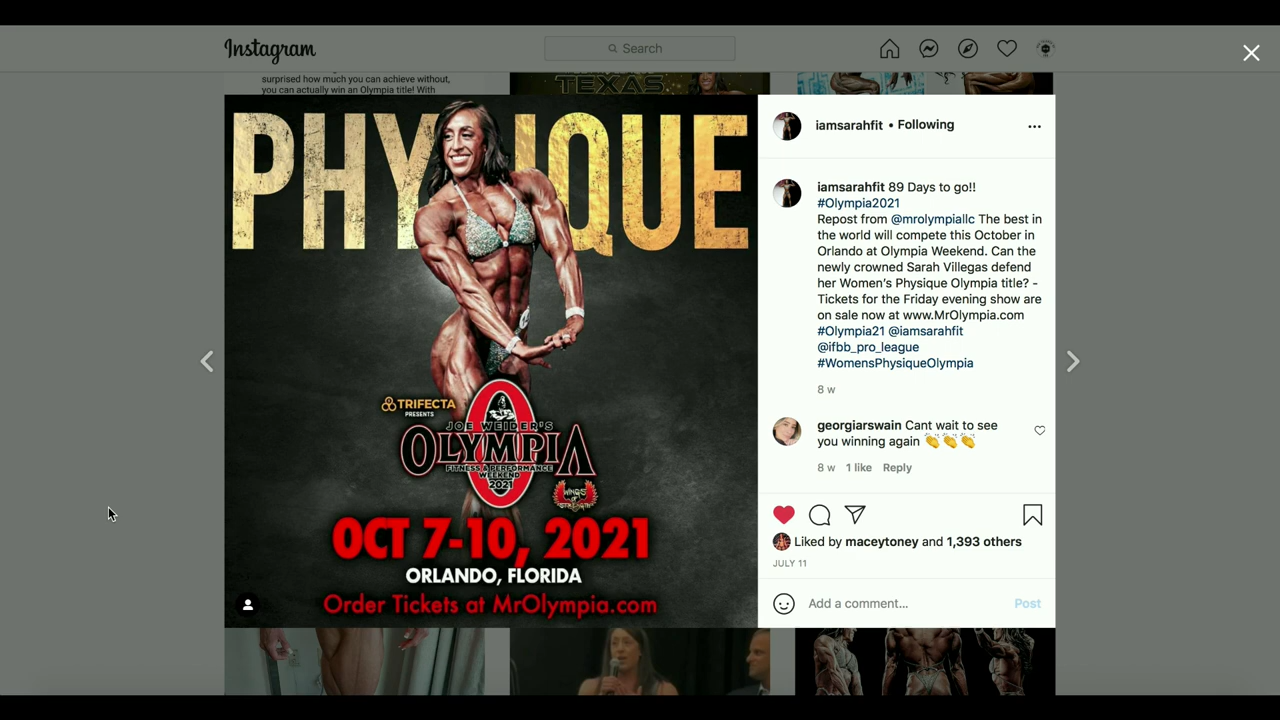 Instagram
Search
surprised how much you can achieve without,
you can actually win an Olympia title! With
TEXAS
PHY IQUE
TRIFECTA
PRESENTS
JOE WEIDER'S
OLYMPIA
FITNESS & PERFORMANCE
WEEKEND
2021
WINGS
OF
STRENGTH
OCT 7-10, 2021
ORLANDO, FLORIDA
Order Tickets at MrOlympia.com
iamsarahfit • Following
iamsarahfit 89 Days to go!!
#Olympia2021
Repost from @mrolympiallc The best in
the world will compete this October in
Orlando at Olympia Weekend. Can the
newly crowned Sarah Villegas defend
her Women's Physique Olympia title? -
Tickets for the Friday evening show are
on sale now at www.MrOlympia.com
#Olympia21 @iamsarahfit
@ifbb_pro_league
#WomensPhysiqueOlympia
8 w
georgiarswain Cant wait to see
you winning again 👏👏👏
8 w 1 like Reply
Liked by maceytoney and 1,393 others
JULY 11
Add a comment...
Post